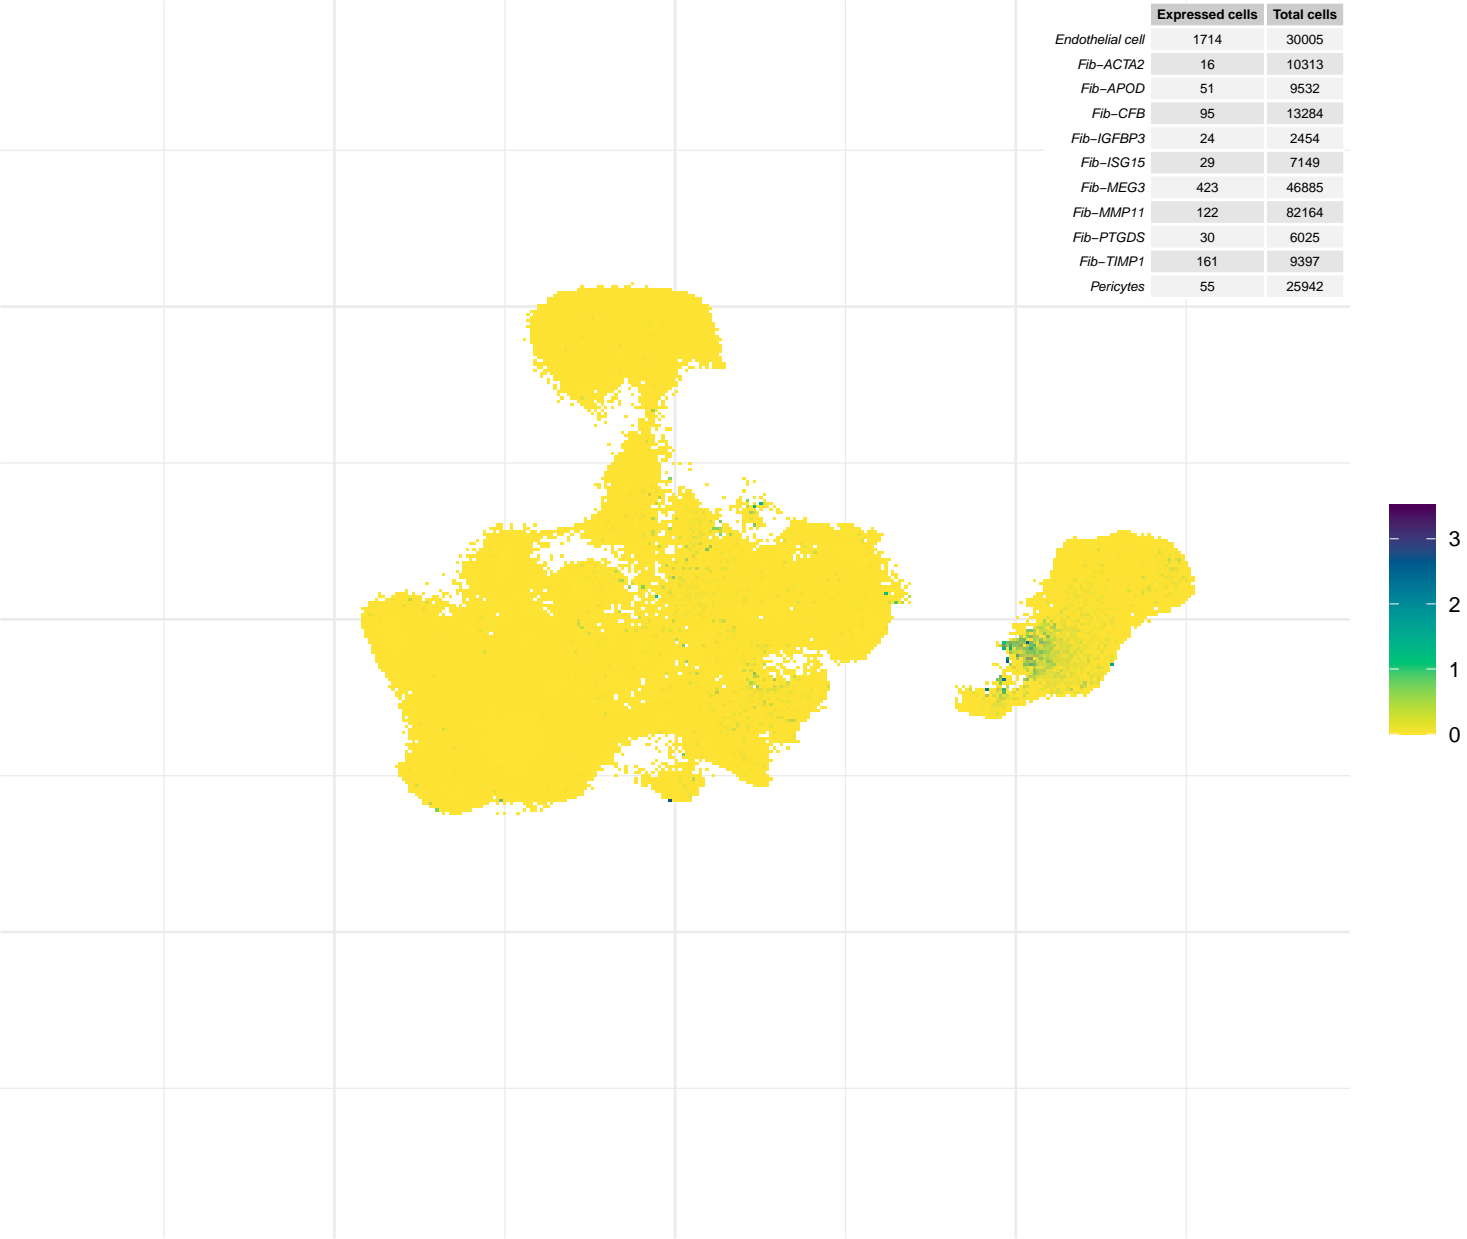 Expressed cells Total cells
Endothelial cell 1714 30005
Fib−ACTA2 16 10313
Fib−APOD 51 9532
Fib−CFB 95 13284
Fib−IGFBP3 24 2454
Fib−ISG15 29 7149
Fib−MEG3 423 46885
Fib−MMP11 122 82164
Fib−PTGDS 30 6025
Fib−TIMP1 161 9397
Pericytes 55 25942
3
2
1
0